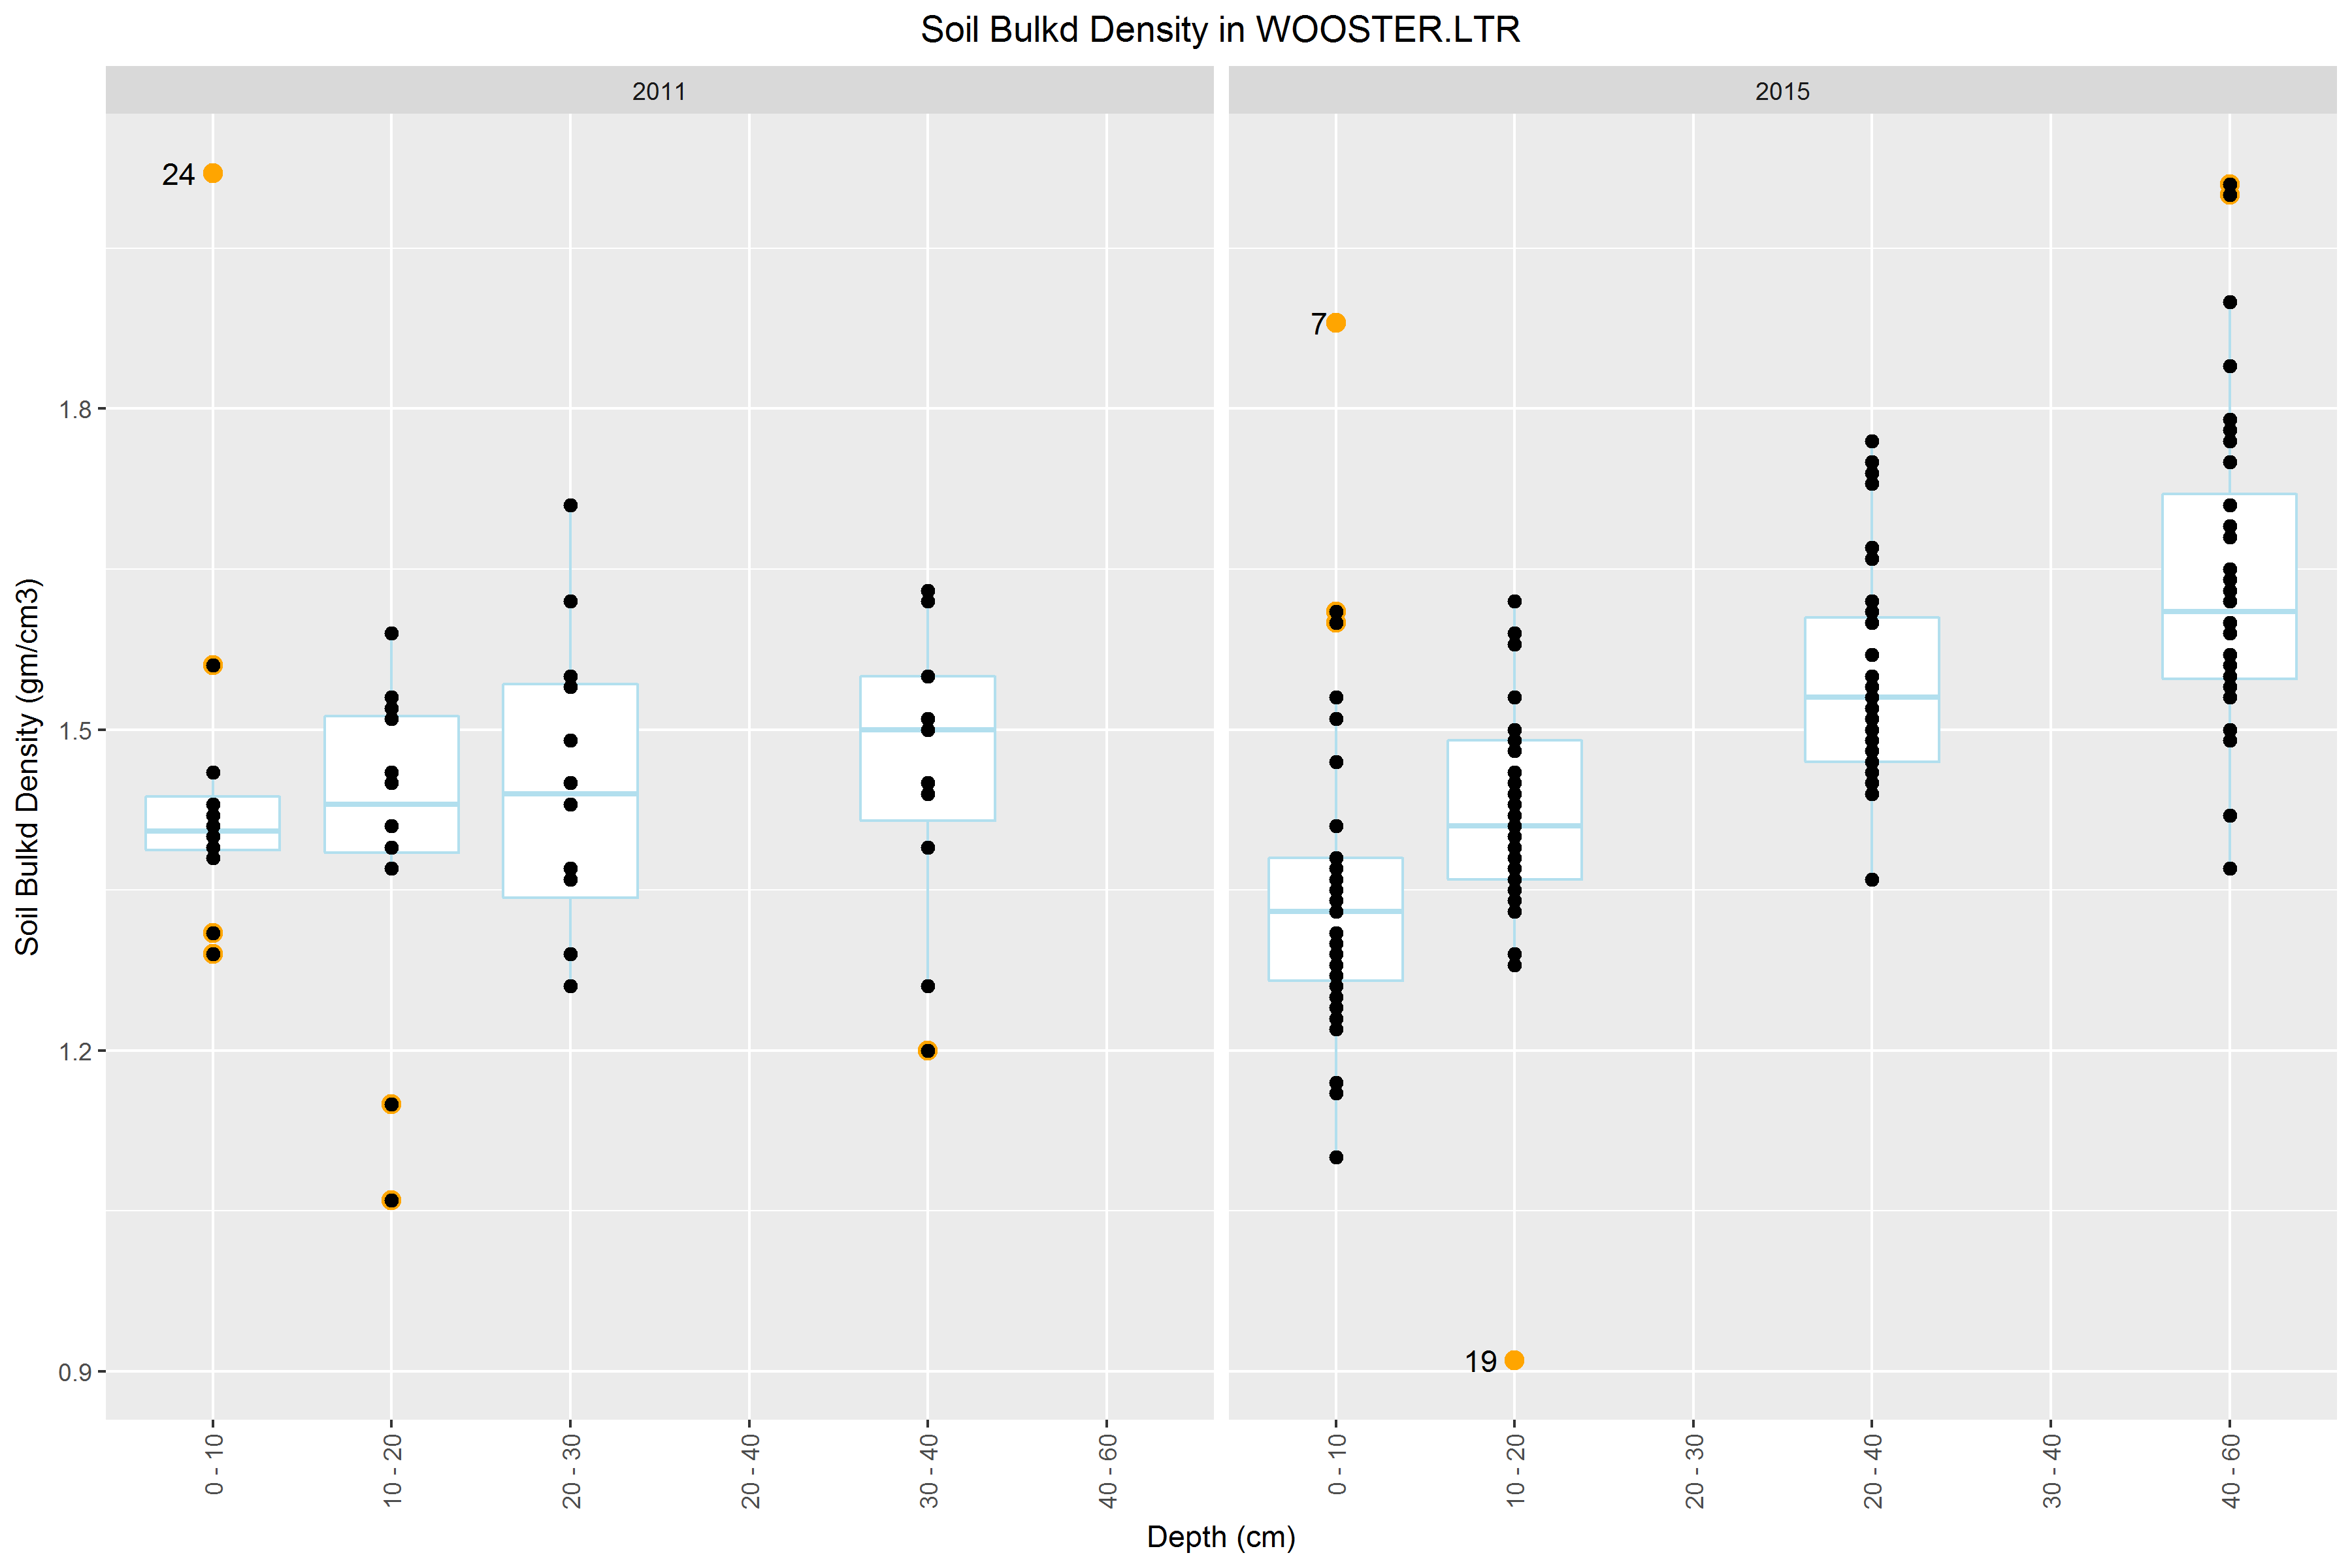 Soil Bulkd Density in WOOSTER.LTR
2011
2015
24
7
19
Soil Bulkd Density (gm/cm3)
1.8
1.5
1.2
0.9
0 - 10
10 - 20
20 - 30
20 - 40
30 - 40
40 - 60
0 - 10
10 - 20
20 - 30
20 - 40
30 - 40
40 - 60
Depth (cm)